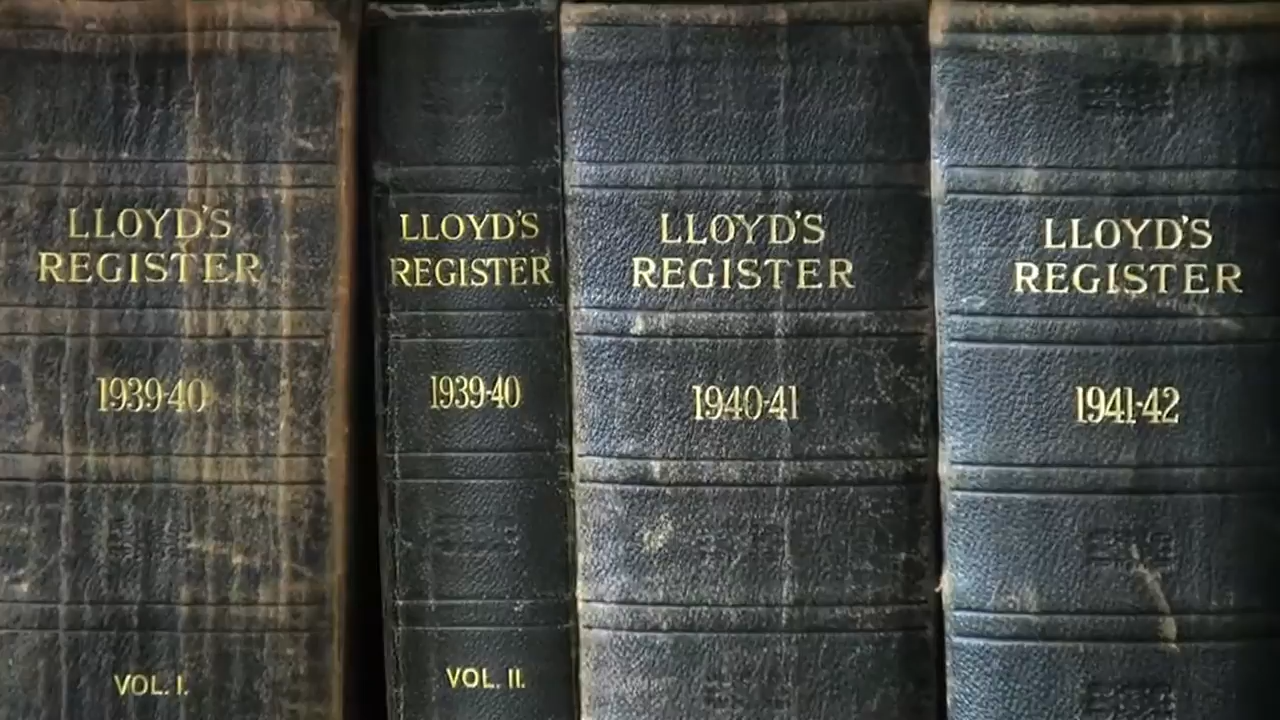 LLOYD'S
REGISTER
1939-40
VOL. I.
LLOYD'S
REGISTER
1939-40
VOL. II.
LLOYD'S
REGISTER
1940-41
LLOYD'S
REGISTER
1941-42